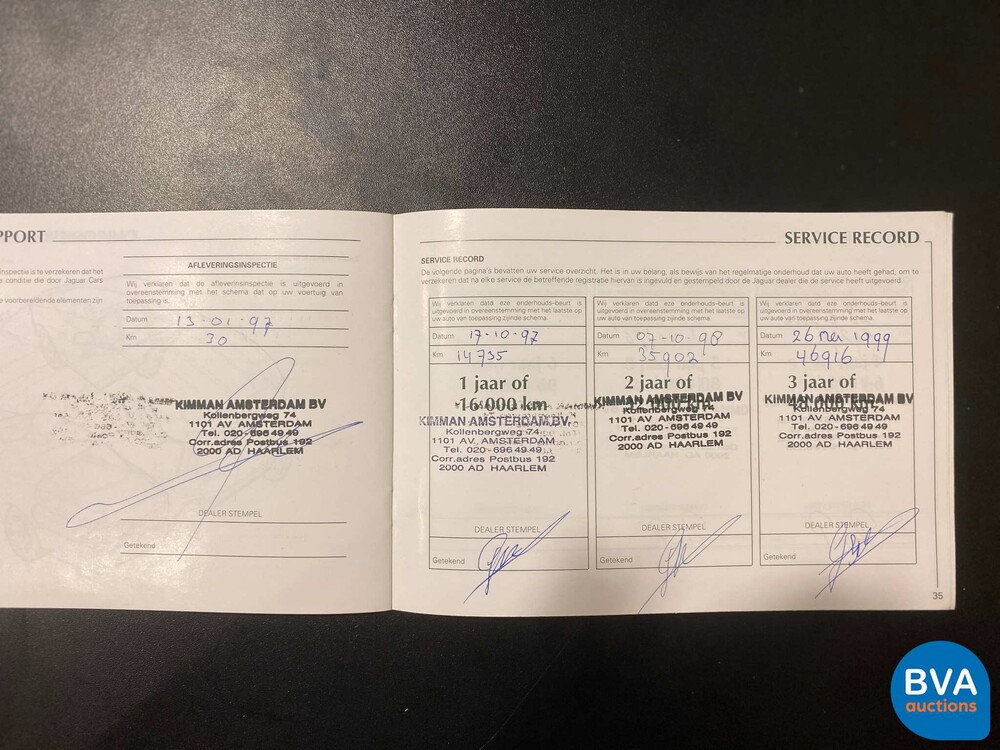 PPORT
inspectie is te verzekeren dat het
conditie die door Jaguar Cars
e voorbereidende elementen zijn
AFLEVERINGSINSPECTIE
Wij verklaren dat de afleverinsinspectie is uitgevoerd in
overeenstemming met het schema dat op uw voertuig van
toepassing is.
Datum 13-01-97
Km 30
KIMMAN AMSTERDAM BV
Kollenbergweg 74
1101 AV AMSTERDAM
Tel. 020-696 49 49
Corr.adres Postbus 192
2000 AD HAARLEM
DEALER STEMPEL
Getekend
SERVICE RECORD
SERVICE RECORD
De volgende pagina's bevatten uw service overzicht. Het is in uw belang, als bewijs van het regelmatige onderhoud dat uw auto heeft gehad, om te
verzekeren dat na elke service de betreffende registratie hiervan is ingevuld en gestempeld door de Jaguar dealer die de service heeft uitgevoerd.
Wij verklaren datd eze onderhouds-beurt is
uitgevoerd in overeenstemming met het laatste op
uw auto van toepassing zijnde schema.
Datum 17-10-97
Km 14735
1 jaar of
16 000 km
KIMMAN AMSTERDAM BV
Kollenbergweg 74
1101 AV AMSTERDAM
Tel. 020-696 49 49
Corr.adres Postbus 192
2000 AD HAARLEM
DEALER STEMPEL
Getekend
Wij verklaren datd eze onderhouds-beurt is
uitgevoerd in overeenstemming met het laatste op
uw auto van toepassing zijnde schema.
Datum 07-10-98
Km 35902
2 jaar of
KIMMAN AMSTERDAM BV
Kollenbergweg 74
1101 AV AMSTERDAM
Tel. 020-696 49 49
Corr.adres Postbus 192
2000 AD HAARLEM
DEALER STEMPEL
Getekend
Wij verklaren datd eze onderhouds-beurt is
uitgevoerd in overeenstemming met het laatste op
uw auto van toepassing zijnde schema.
Datum 26 Mei 1999
Km 46916
3 jaar of
KIMMAN AMSTERDAM BV
Kollenbergweg 74
1101 AV AMSTERDAM
Tel. 020-696 49 49
Corr.adres Postbus 192
2000 AD HAARLEM
DEALER STEMPEL
Getekend
35
BVA
auctions